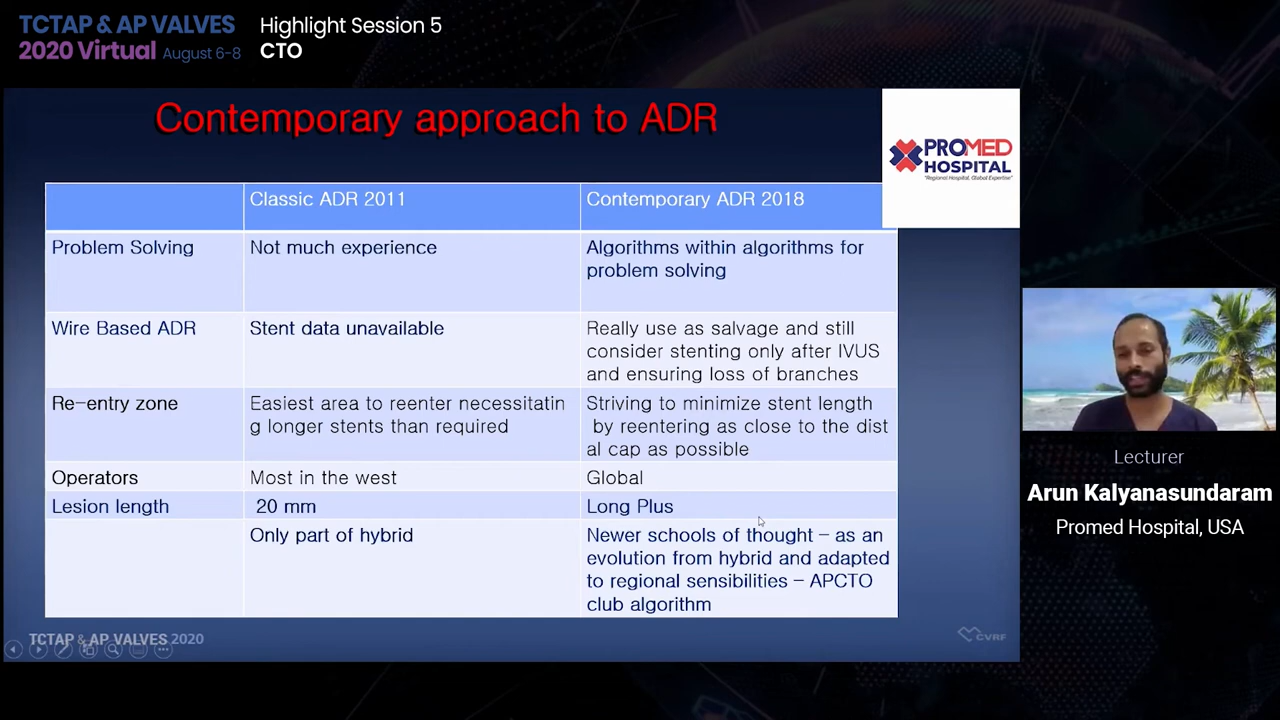 TCTAP & AP VALVES
2020 Virtual August 6-8
Highlight Session 5
CTO
Contemporary approach to ADR
PROMED
HOSPITAL
"Regional Hospital, Global Expertise"
Classic ADR 2011
Contemporary ADR 2018
Problem Solving
Not much experience
Algorithms within algorithms for
problem solving
Wire Based ADR
Stent data unavailable
Really use as salvage and still
consider stenting only after IVUS
and ensuring loss of branches
Re-entry zone
Easiest area to reenter necessitatin
g longer stents than required
Striving to minimize stent length
by reentering as close to the dist
al cap as possible
Operators
Most in the west
Global
Lesion length
20 mm
Long Plus
Only part of hybrid
Newer schools of thought – as an
evolution from hybrid and adapted
to regional sensibilities – APCTO
club algorithm
TCTAP & AP VALVES 2020
CVRF
Lecturer
Arun Kalyanasundaram
Promed Hospital, USA